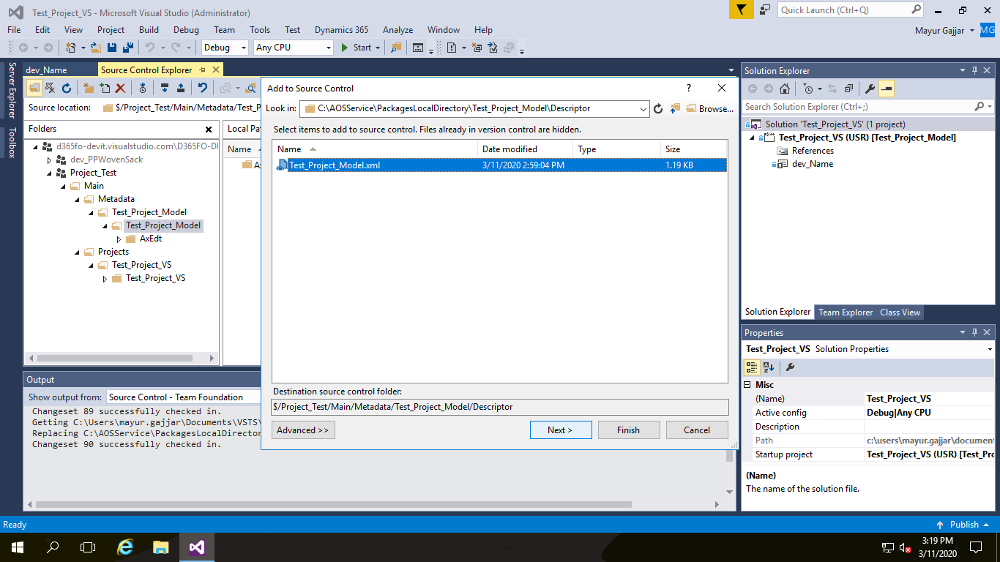 Test_Project_VS - Microsoft Visual Studio (Administrator)
Quick Launch (Ctrl+Q)
File Edit View Project Build Debug Team Tools Test Dynamics 365 Analyze Window Help
Mayur Gajjar MG
Debug Any CPU Start
Server Explorer
Toolbox
dev_Name Source Control Explorer
Source location: $/Project_Test/Main/Metadata/Test_P
Folders
d365fo-devit.visualstudio.com\D365FO-DI
dev_PPWovenSack
Project_Test
Main
Metadata
Test_Project_Model
Test_Project_Model
AxEdt
Projects
Test_Project_VS
Test_Project_VS
Local Pa
Name
Add to Source Control
?
Look in: C:\AOSService\PackagesLocalDirectory\Test_Project_Model\Descriptor Browse...
Select items to add to source control. Files already in version control are hidden.
Name Date modified Type Size
Test_Project_Model.xml 3/11/2020 2:59:04 PM 1.19 KB
Destination source control folder:
$/Project_Test/Main/Metadata/Test_Project_Model/Descriptor
Advanced >> Next > Finish Cancel
Output
Show output from: Source Control - Team Foundation
Changeset 89 successfully checked in.
Getting C:\Users\mayur.gajjar\Documents\VSTS\
Replacing C:\AOSService\PackagesLocalDirector
Changeset 90 successfully checked in.
Solution Explorer
Search Solution Explorer (Ctrl+;)
Solution 'Test_Project_VS' (1 project)
Test_Project_VS (USR) [Test_Project_Model]
References
dev_Name
Solution Explorer Team Explorer Class View
Properties
Test_Project_VS Solution Properties
Misc
(Name) Test_Project_VS
Active config Debug|Any CPU
Description
Path c:\users\mayur.gajjar\document
Startup project Test_Project_VS (USR) [Test_Pro
(Name)
The name of the solution file.
Ready
Publish
3:19 PM
3/11/2020